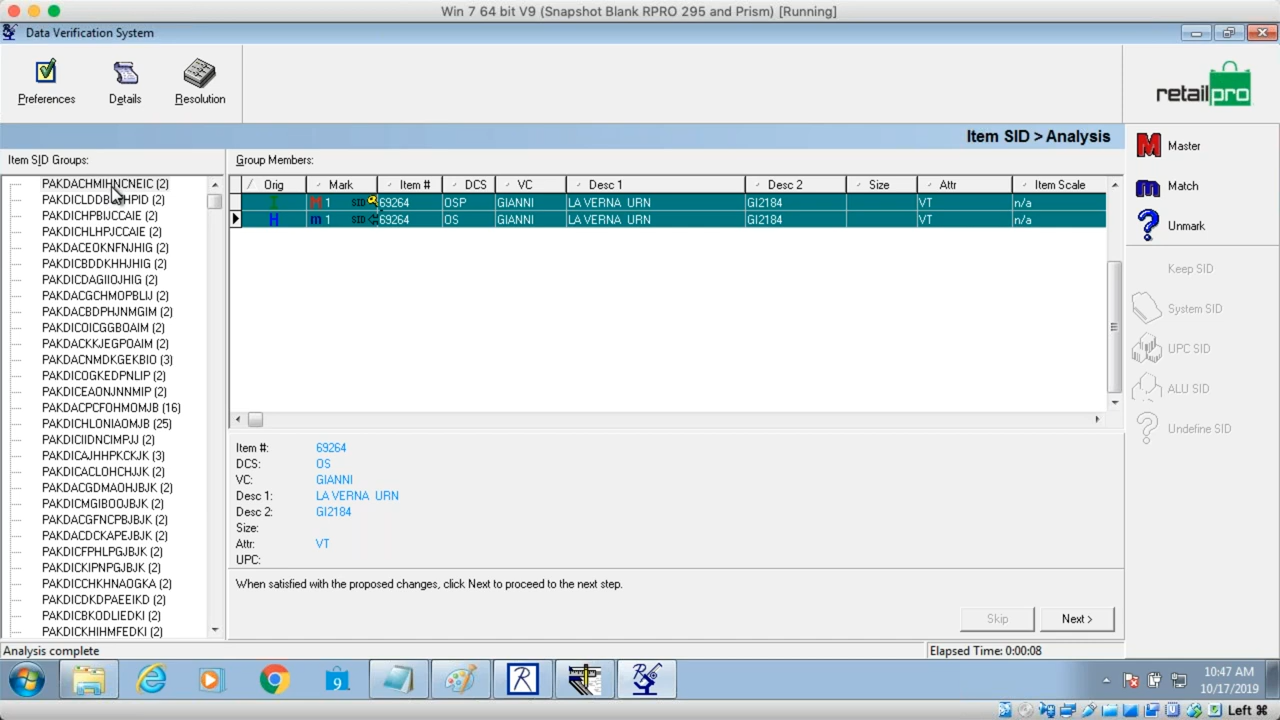 Win 7 64 bit V9 (Snapshot Blank RPRO 295 and Prism) [Running]
Data Verification System
Preferences
Details
Resolution
retailpro
Item SID > Analysis
Item SID Groups:
PAKDACHMIHNCNEIC (2)
PAKDICHPBIJCCAIE (2)
PAKDICHLHPJCCAIE (2)
PAKDACEOKNFNJHIG (2)
PAKDICBDDKHHJHIG (2)
PAKDICDAGIIOJHIG (2)
PAKDACGCHMOPBLIJ (2)
PAKDACBDPHJNMGIM (2)
PAKDICOICGGBOAIM (2)
PAKDACKKJEGPOAIM (2)
PAKDACNMDKGEKBIO (3)
PAKDICOGKEDPNLIP (2)
PAKDICEAONJNNMIP (2)
PAKDACPCFOHMOMJB (16)
PAKDICHLONIAOMJB (25)
PAKDICIIDNCIMPJJ (2)
PAKDICAJHHPKCKJK (3)
PAKDICACLOHCHJJK (2)
PAKDACGDMAOHJBJK (2)
PAKDICMGIBOOJBJK (2)
PAKDACGFNCPBJBJK (2)
PAKDACDCKAPEJBJK (2)
PAKDICFPHLPGJBJK (2)
PAKDICKIPNPGJBJK (2)
PAKDICCHKHNAOGKA (2)
PAKDICDKDPAEEIKD (2)
PAKDICBKODLIEDKI (2)
PAKDICKHIHMFEDKI (2)
Group Members:
Orig Mark Item # DCS VC Desc 1 Desc 2 Size Attr Item Scale
I M 1 SID 69264 OSP GIANNI LA VERNA URN GI2184 VT n/a
H m 1 SID 69264 OS GIANNI LA VERNA URN GI2184 VT n/a
Item #: 69264
DCS: OS
VC: GIANNI
Desc 1: LA VERNA URN
Desc 2: GI2184
Size:
Attr: VT
UPC:
When satisfied with the proposed changes, click Next to proceed to the next step.
Skip
Next >
Master
Match
Unmark
Keep SID
System SID
UPC SID
ALU SID
Undefine SID
Analysis complete
Elapsed Time: 0:00:08
9
R
10:47 AM
10/17/2019
Left ⌘